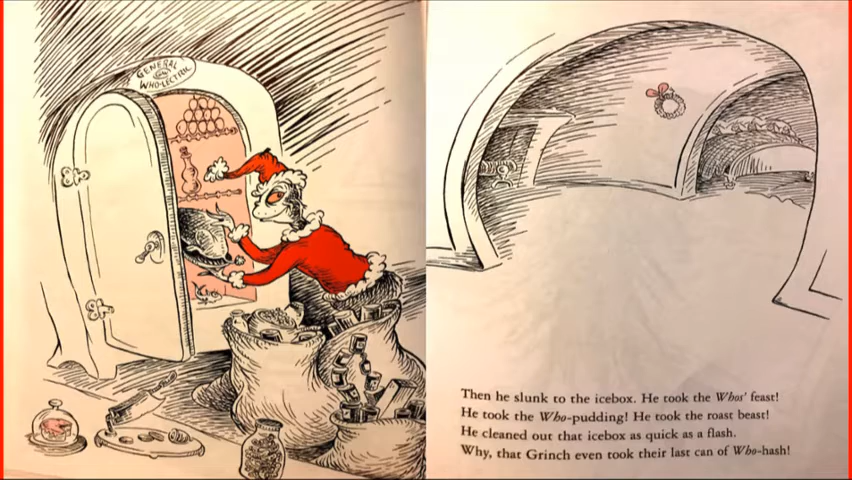 GENERAL
WHO-LECTRIC
Then he slunk to the icebox. He took the Whos' feast!
He took the Who-pudding! He took the roast beast!
He cleaned out that icebox as quick as a flash.
Why, that Grinch even took their last can of Who-hash!